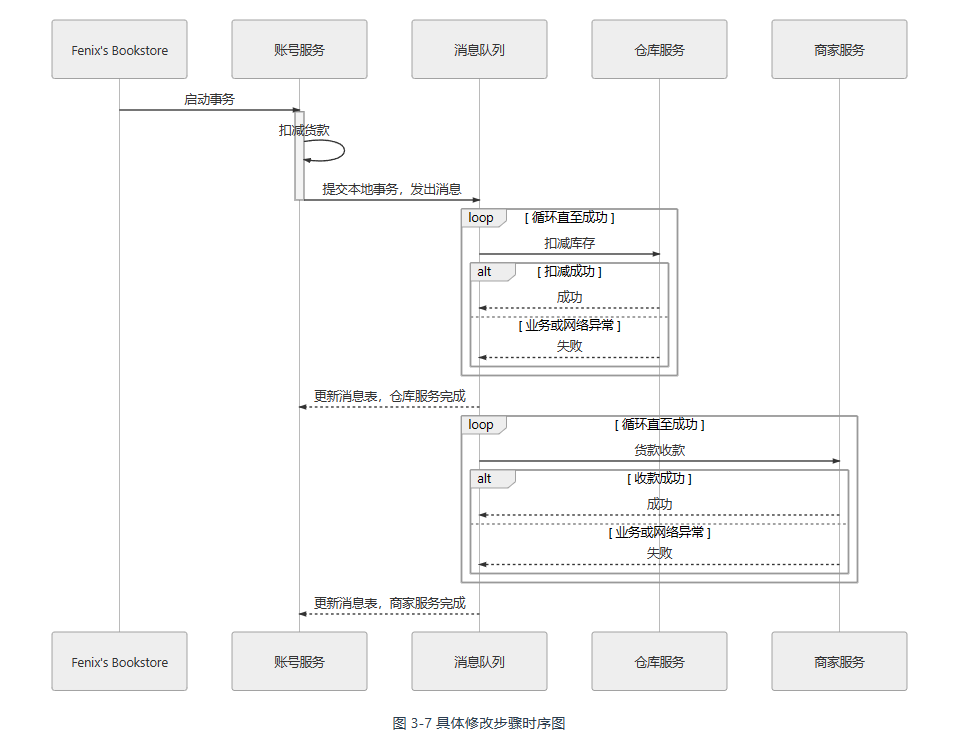 Fenix's Bookstore
账号服务
消息队列
仓库服务
商家服务
启动事务
扣减货款
提交本地事务，发出消息
loop
[ 循环直至成功 ]
扣减库存
alt
[ 扣减成功 ]
成功
[ 业务或网络异常 ]
失败
更新消息表，仓库服务完成
loop
[ 循环直至成功 ]
货款收款
alt
[ 收款成功 ]
成功
[ 业务或网络异常 ]
失败
更新消息表，商家服务完成
Fenix's Bookstore
账号服务
消息队列
仓库服务
商家服务
图 3-7 具体修改步骤时序图